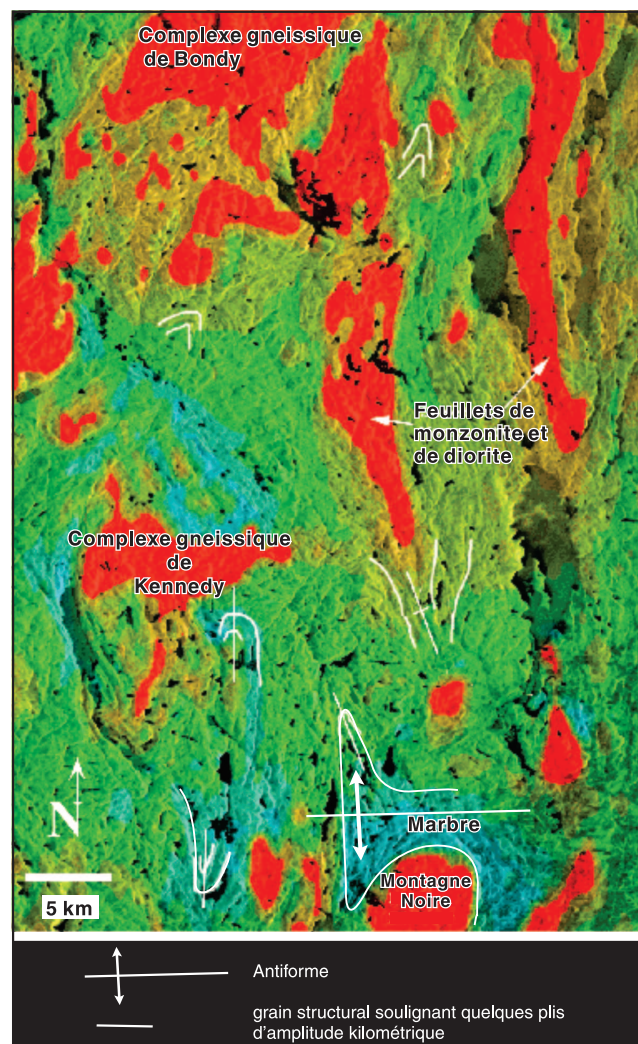 Complexe gneissique
de Bondy
Feuillets de
monzonite et
de diorite
Complexe gneissique
de
Kennedy
N
Marbre
Montagne
Noire
5 km
Antiforme
grain structural soulignant quelques plis
d'amplitude kilométrique